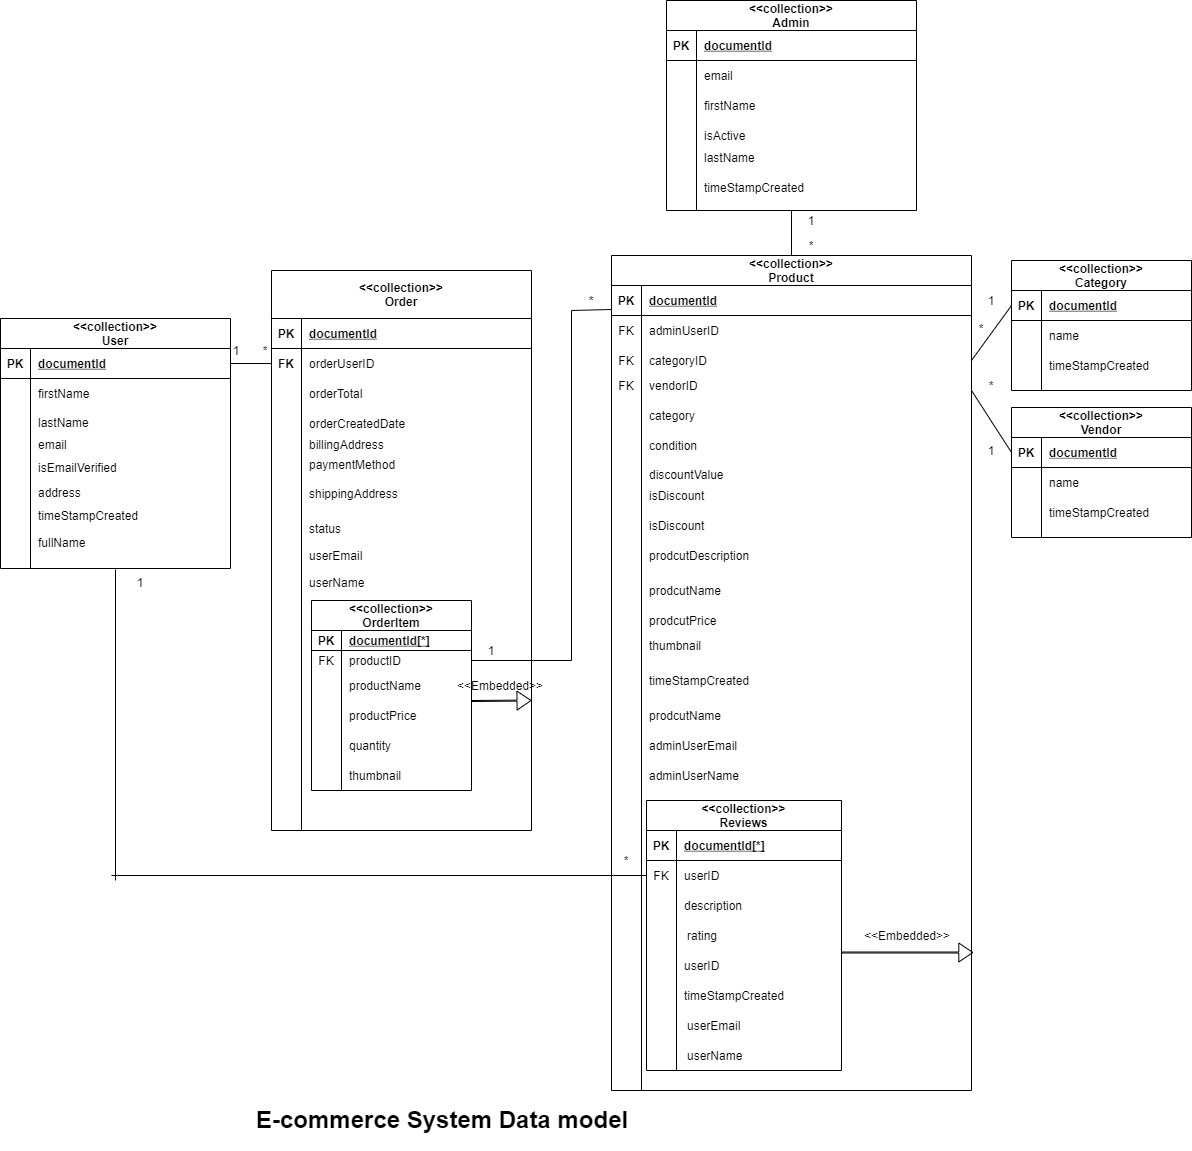 <<collection>>
Admin
PK documentId
email
firstName
isActive
lastName
timeStampCreated
1
*
<<collection>>
User
PK documentId
firstName
lastName
email
isEmailVerified
address
timeStampCreated
fullName
1
1
*
<<collection>>
Order
PK documentId
FK orderUserID
orderTotal
orderCreatedDate
billingAddress
paymentMethod
shippingAddress
status
userEmail
userName
<<collection>>
OrderItem
PK documentId[*]
FK productID
productName
productPrice
quantity
thumbnail
1
<<Embedded>>
*
<<collection>>
Product
PK documentId
FK adminUserID
FK categoryID
FK vendorID
category
condition
discountValue
isDiscount
isDiscount
prodcutDescription
prodcutName
prodcutPrice
thumbnail
timeStampCreated
prodcutName
adminUserEmail
adminUserName
<<collection>>
Reviews
PK documentId[*]
FK userID
description
rating
userID
timeStampCreated
userEmail
userName
*
<<Embedded>>
1
*
<<collection>>
Category
PK documentId
name
timeStampCreated
*
1
<<collection>>
Vendor
PK documentId
name
timeStampCreated
E-commerce System Data model